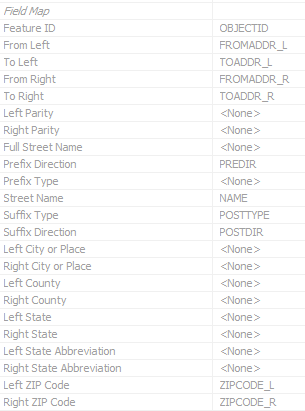 Field Map
Feature ID OBJECTID
From Left FROMADDR_L
To Left TOADDR_L
From Right FROMADDR_R
To Right TOADDR_R
Left Parity <None>
Right Parity <None>
Full Street Name <None>
Prefix Direction PREDIR
Prefix Type <None>
Street Name NAME
Suffix Type POSTTYPE
Suffix Direction POSTDIR
Left City or Place <None>
Right City or Place <None>
Left County <None>
Right County <None>
Left State <None>
Right State <None>
Left State Abbreviation <None>
Right State Abbreviation <None>
Left ZIP Code ZIPCODE_L
Right ZIP Code ZIPCODE_R